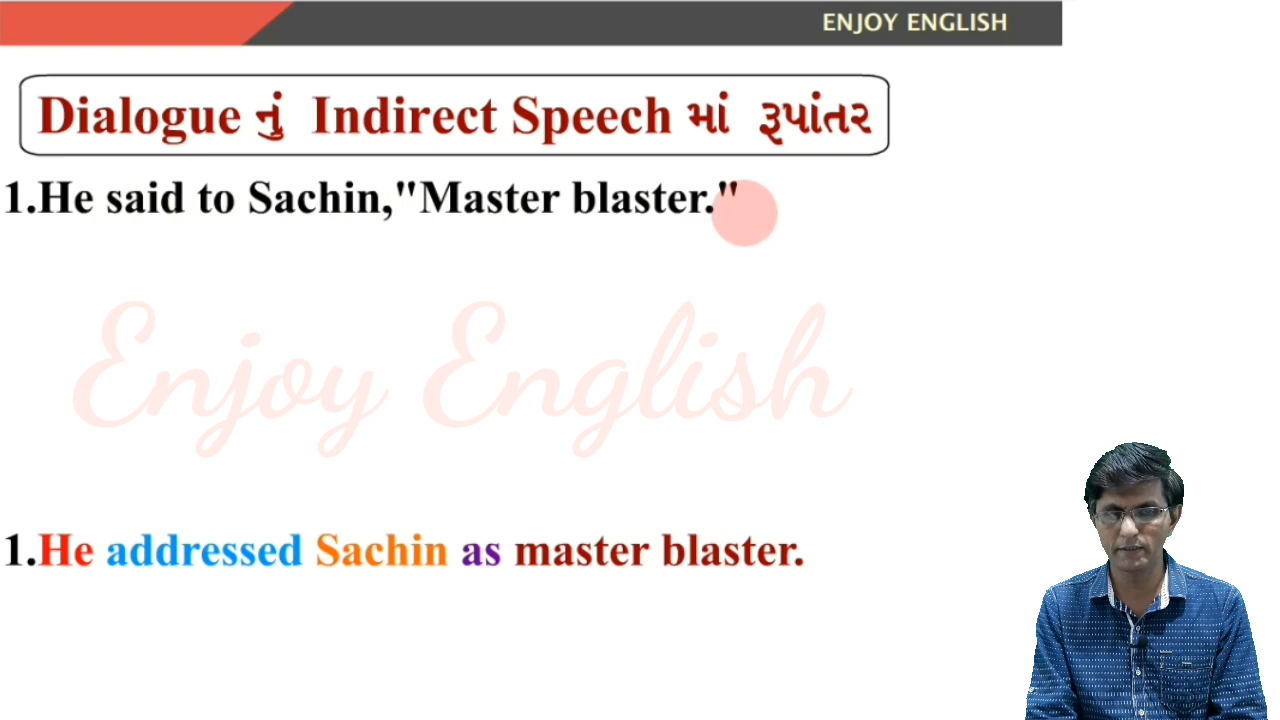 ENJOY ENGLISH
Dialogue નું Indirect Speech માં રૂપાંતર
1.He said to Sachin,"Master blaster."
Enjoy English
1.He addressed Sachin as master blaster.